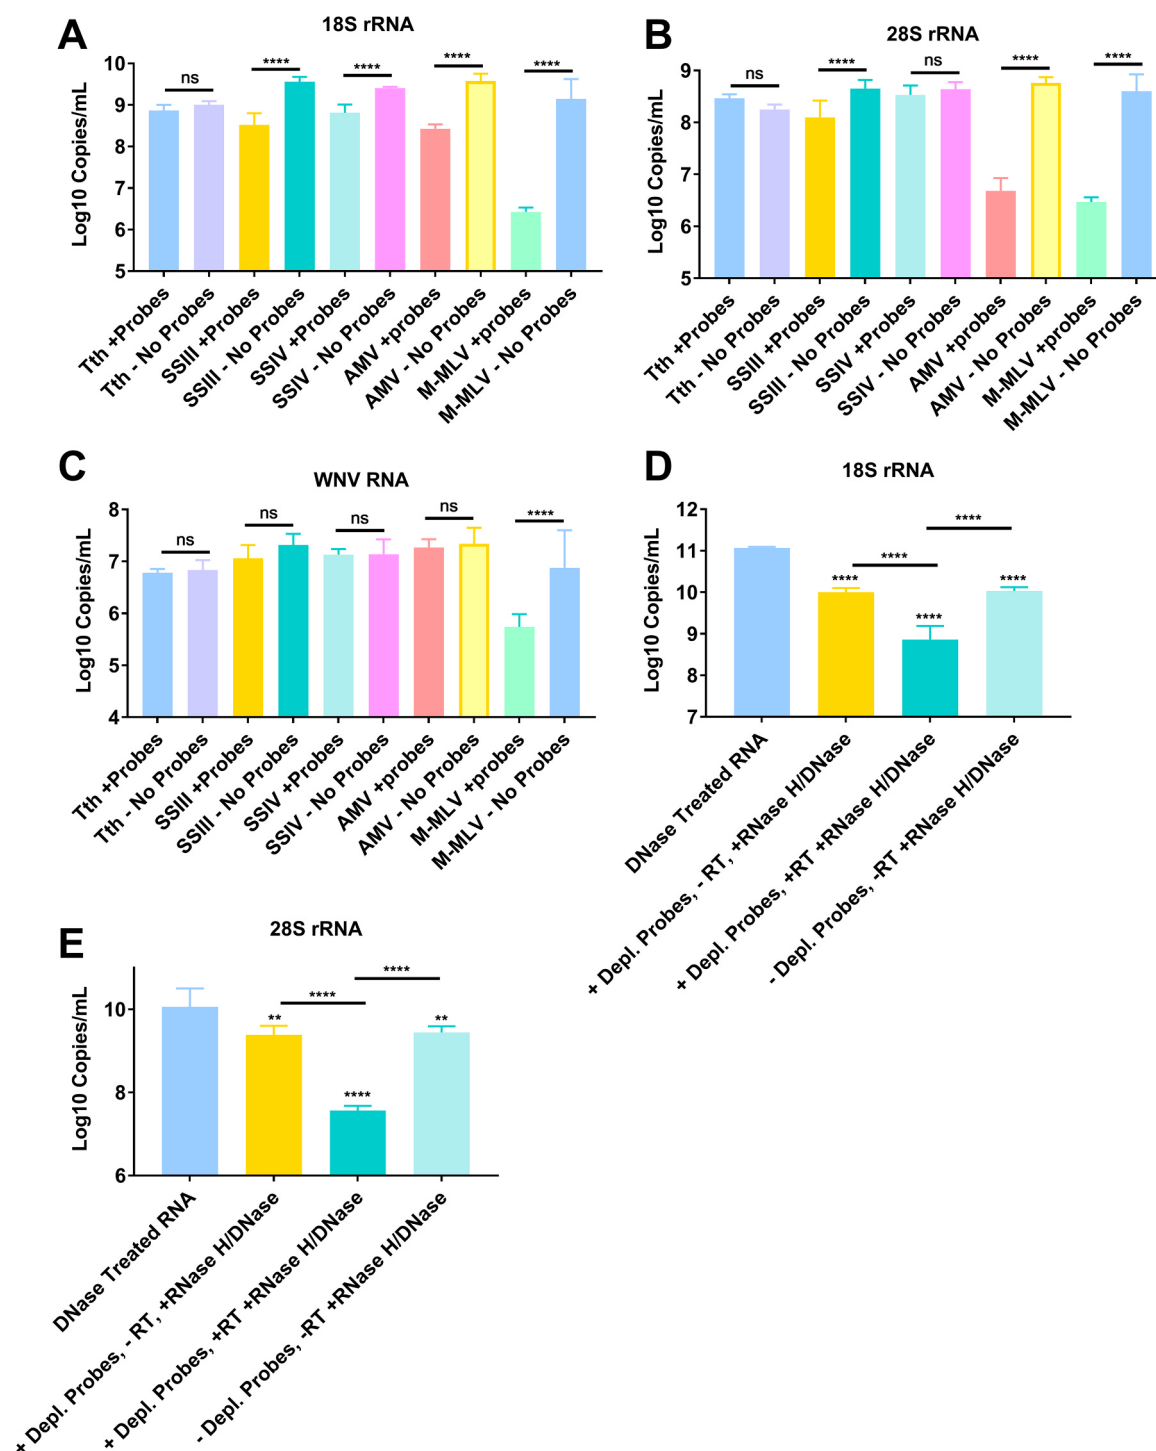 A
18S rRNA
Log10 Copies/mL
10
9
8
7
6
5
ns
****
****
****
****
Tth +Probes
Tth - No Probes
SSIII +Probes
SSIII - No Probes
SSIV +Probes
SSIV - No Probes
AMV +probes
AMV - No Probes
M-MLV +probes
M-MLV - No Probes
B
28S rRNA
Log10 Copies/mL
9
8
7
6
5
ns
****
ns
****
****
Tth +Probes
Tth - No Probes
SSIII +Probes
SSIII - No Probes
SSIV +Probes
SSIV - No Probes
AMV +probes
AMV - No Probes
M-MLV +probes
M-MLV - No Probes
C
WNV RNA
Log10 Copies/mL
8
7
6
5
4
ns
ns
ns
ns
****
Tth +Probes
Tth - No Probes
SSIII +Probes
SSIII - No Probes
SSIV +Probes
SSIV - No Probes
AMV +probes
AMV - No Probes
M-MLV +probes
M-MLV - No Probes
D
18S rRNA
Log10 Copies/mL
12
11
10
9
8
7
****
****
****
****
****
DNase Treated RNA
+ Depl. Probes, - RT, +RNase H/DNase
+ Depl. Probes, +RT +RNase H/DNase
- Depl. Probes, -RT +RNase H/DNase
E
28S rRNA
Log10 Copies/mL
10
8
6
**
****
****
****
**
DNase Treated RNA
+ Depl. Probes, - RT, +RNase H/DNase
+ Depl. Probes, +RT +RNase H/DNase
- Depl. Probes, -RT +RNase H/DNase